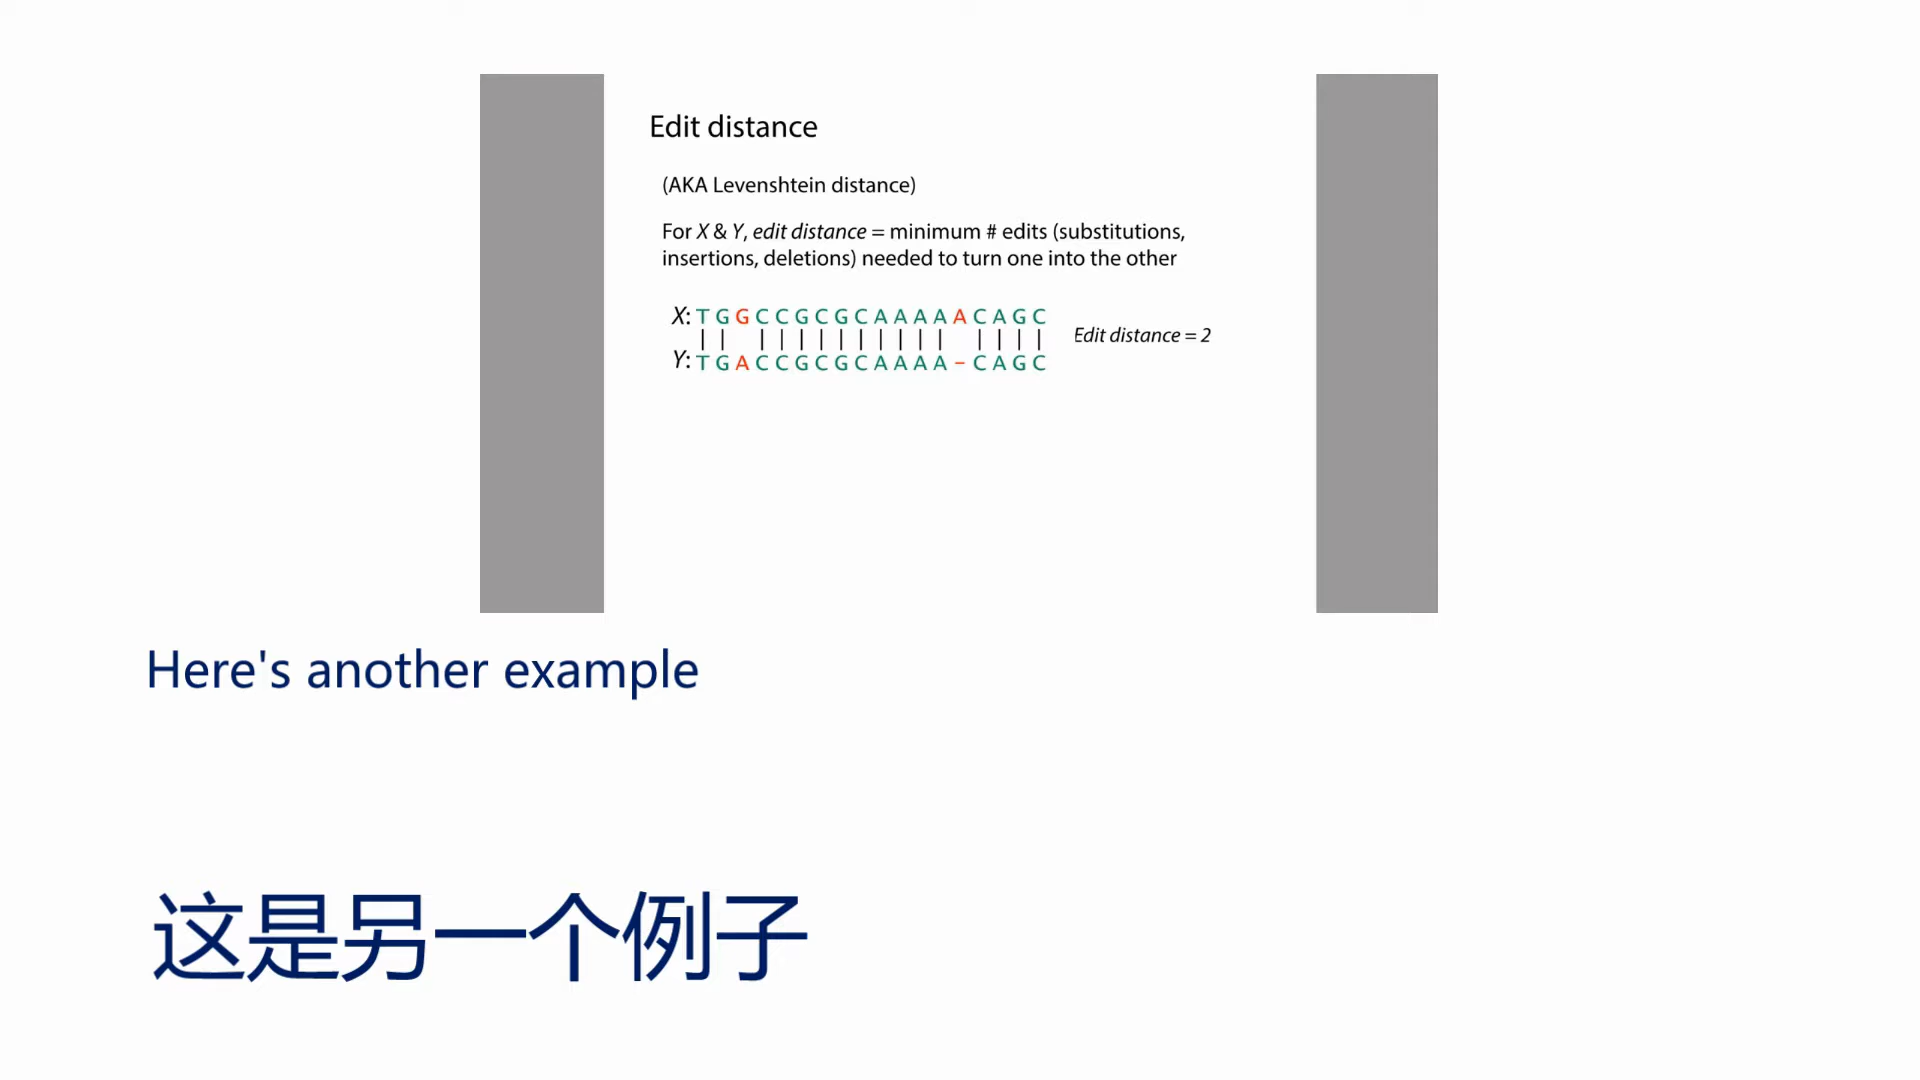 Edit distance
(AKA Levenshtein distance)
For X & Y, edit distance = minimum # edits (substitutions,
insertions, deletions) needed to turn one into the other
X: T G G C C G C G C A A A A A C A G C
Y: T G A C C G C G C A A A A – C A G C
Edit distance = 2
Here's another example
这是另一个例子